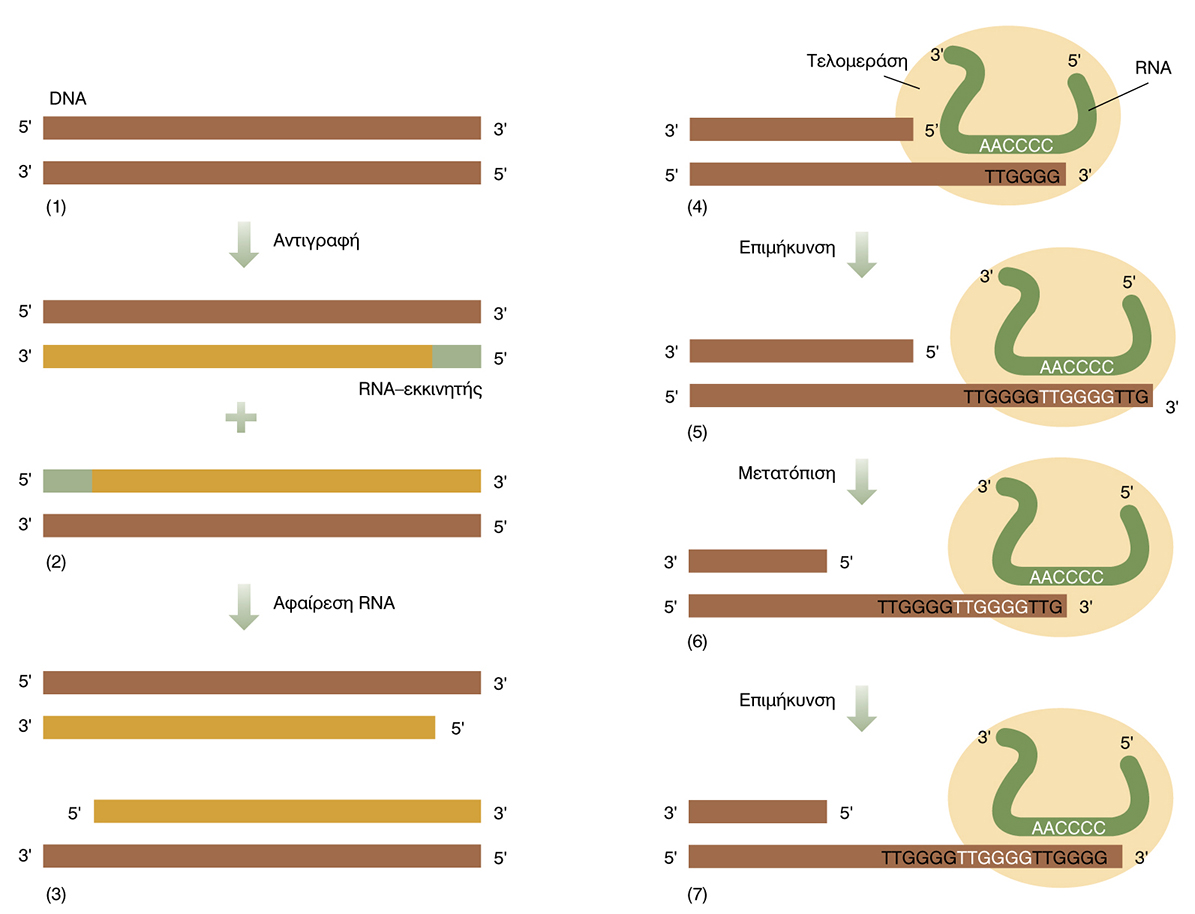 DNA
5' 3'
3' 5'
(1)
Αντιγραφή
5' 3'
3' 5'
RNA–εκκινητής
5' 3'
3' 5'
(2)
Αφαίρεση RNA
5' 3'
3' 5'
5' 3'
3' 5'
(3)
Τελομεράση
3' 5'
RNA
3' 5'
AACCCC
5' TTGGGG 3'
(4)
Επιμήκυνση
3' 5'
3' 5'
AACCCC
5' TTGGGGTTGGGGTTG 3'
(5)
Μετατόπιση
3' 5'
3' 5'
AACCCC
5' TTGGGGTTGGGGTTG 3'
(6)
Επιμήκυνση
3' 5'
3' 5'
AACCCC
5' TTGGGGTTGGGGTTGGGG 3'
(7)